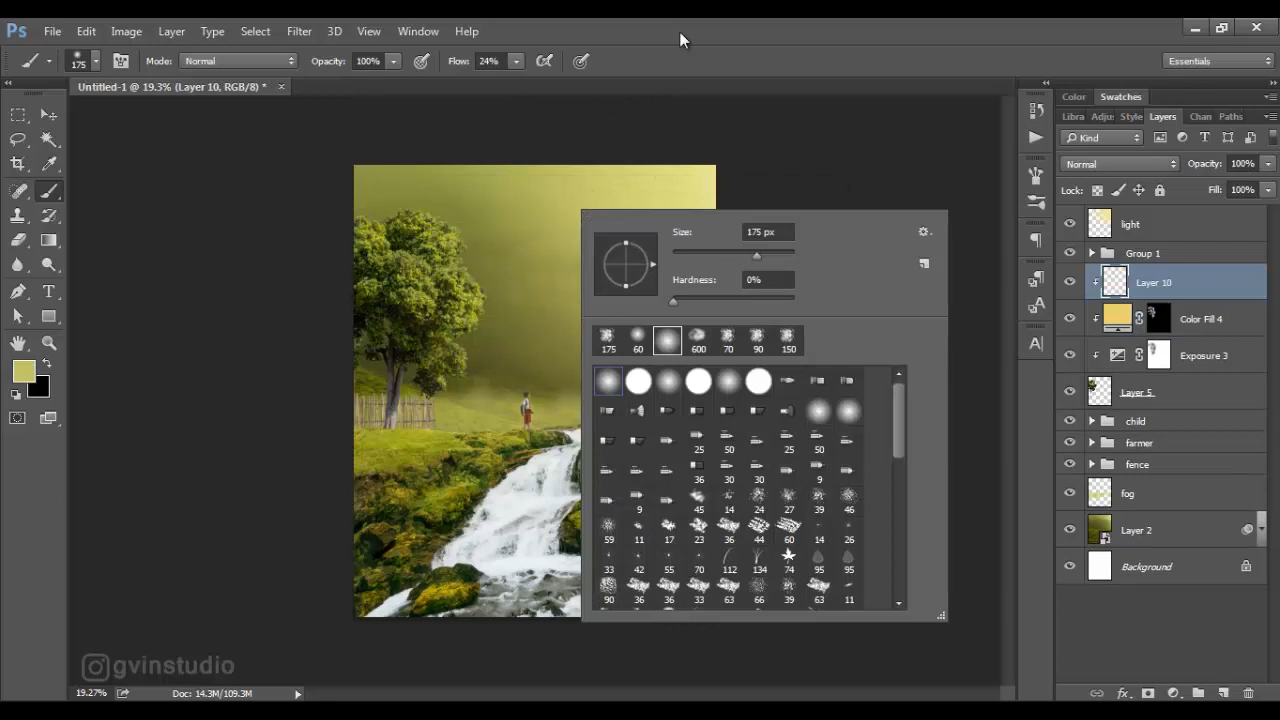 Ps File Edit Image Layer Type Select Filter 3D View Window Help
175 Mode: Normal Opacity: 100% Flow: 24% Essentials
Untitled-1 @ 19.3% (Layer 10, RGB/8) *
Color Swatches
Libra Adju Style Layers Chan Paths
Kind
Normal Opacity: 100%
Lock: Fill: 100%
light
Group 1
Layer 10
Color Fill 4
Exposure 3
Layer 5
child
farmer
fence
fog
Layer 2
Background
Size: 175 px
Hardness: 0%
175 60 600 70 90 150
25 50 25 50
36 30 30 9
9 45 14 24 27 39 46
59 11 17 23 36 44 60 14 26
33 42 55 70 112 134 74 95 95
90 36 36 33 63 66 39 63 11
gvinstudio
19.27% Doc: 14.3M/109.3M